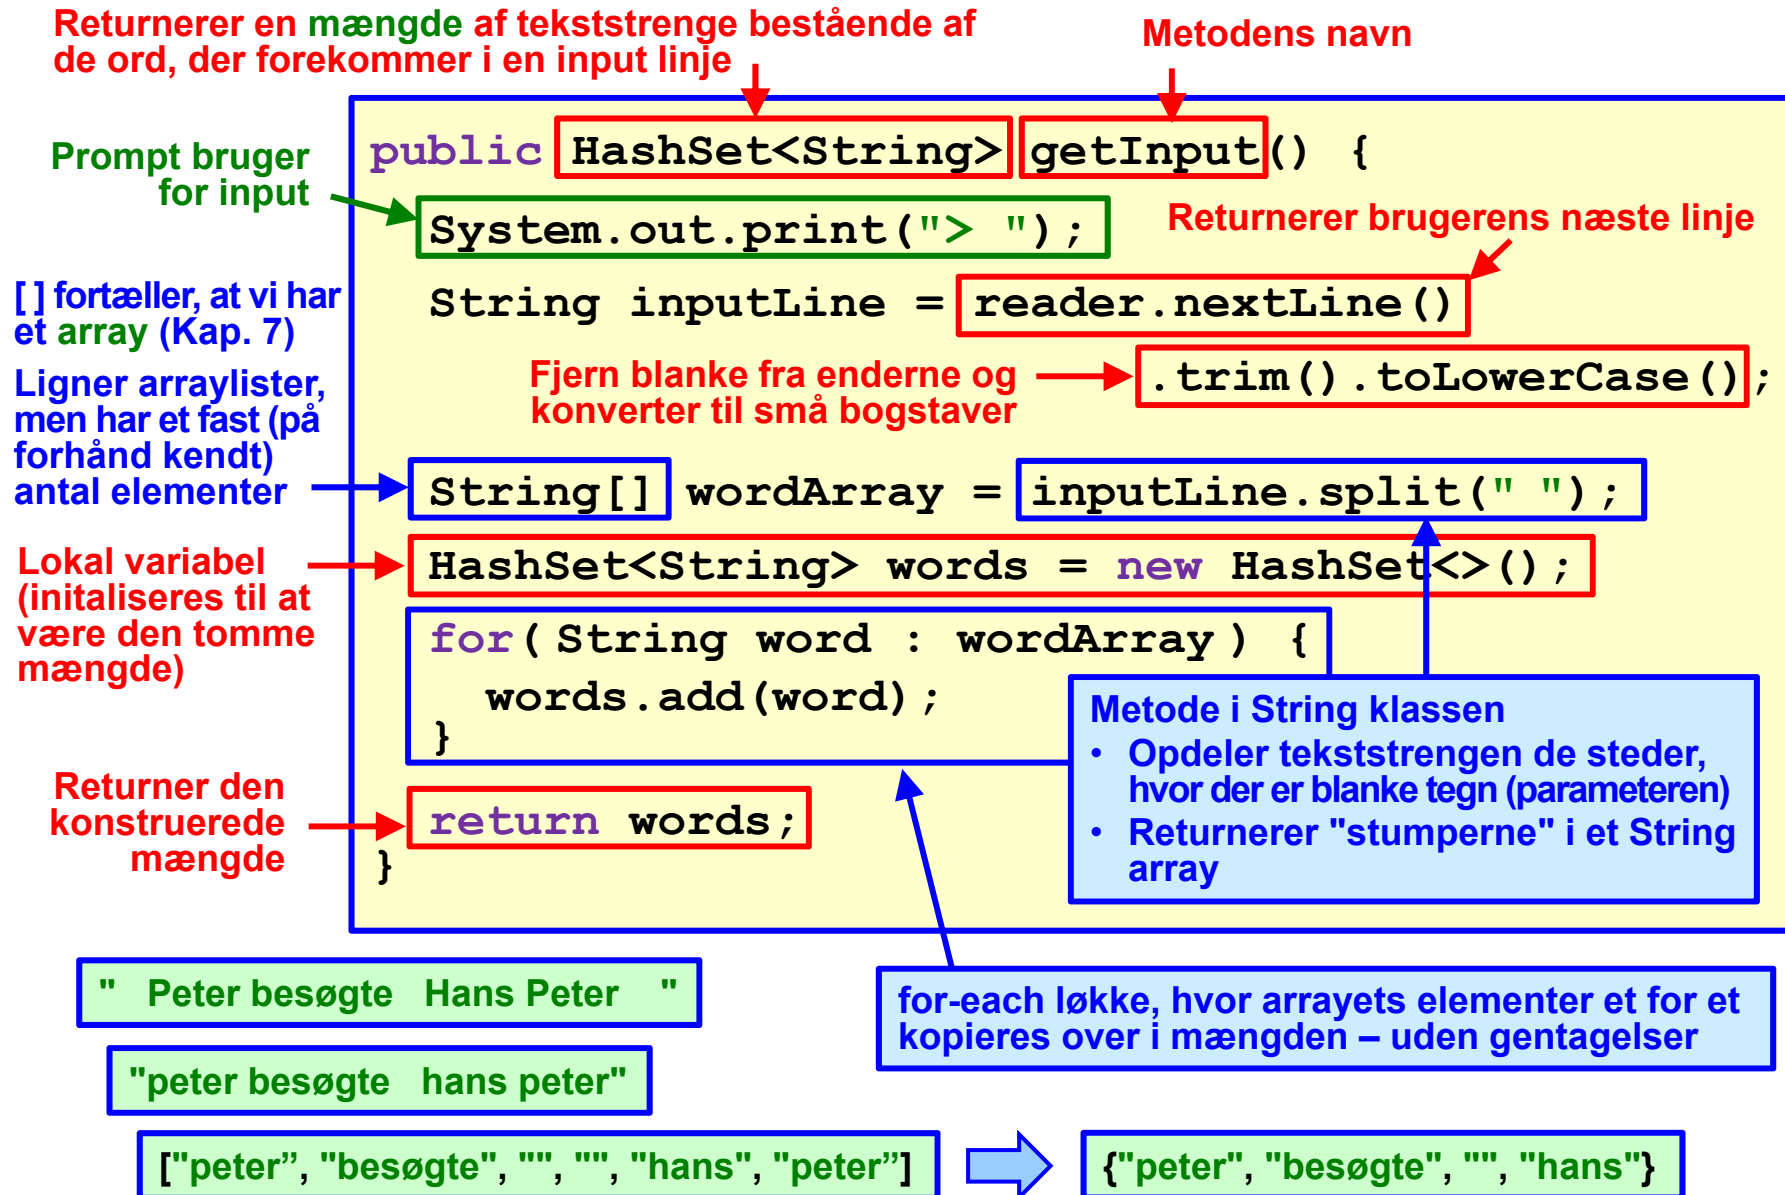 Returnerer en mængde af tekststrenge bestående af
de ord, der forekommer i en input linje
Metodens navn
Prompt bruger
for input
public HashSet<String> getInput() {
System.out.print("> ");
Returnerer brugerens næste linje
[ ] fortæller, at vi har
et array (Kap. 7)
String inputLine = reader.nextLine()
Ligner arraylister,
men har et fast (på
forhånd kendt)
antal elementer
Fjern blanke fra enderne og
konverter til små bogstaver
.trim().toLowerCase();
String[] wordArray = inputLine.split(" ");
Lokal variabel
(initaliseres til at
være den tomme
mængde)
HashSet<String> words = new HashSet<>();
for( String word : wordArray ) {
words.add(word);
}
Metode i String klassen
• Opdeler tekststrengen de steder,
hvor der er blanke tegn (parameteren)
• Returnerer "stumperne" i et String
array
Returner den
konstruerede
mængde
return words;
}
for-each løkke, hvor arrayets elementer et for et
kopieres over i mængden – uden gentagelser
"   Peter besøgte   Hans Peter   "
"peter besøgte   hans peter"
["peter”, "besøgte", "", "", "hans", "peter”]
{"peter", "besøgte", "", "hans"}